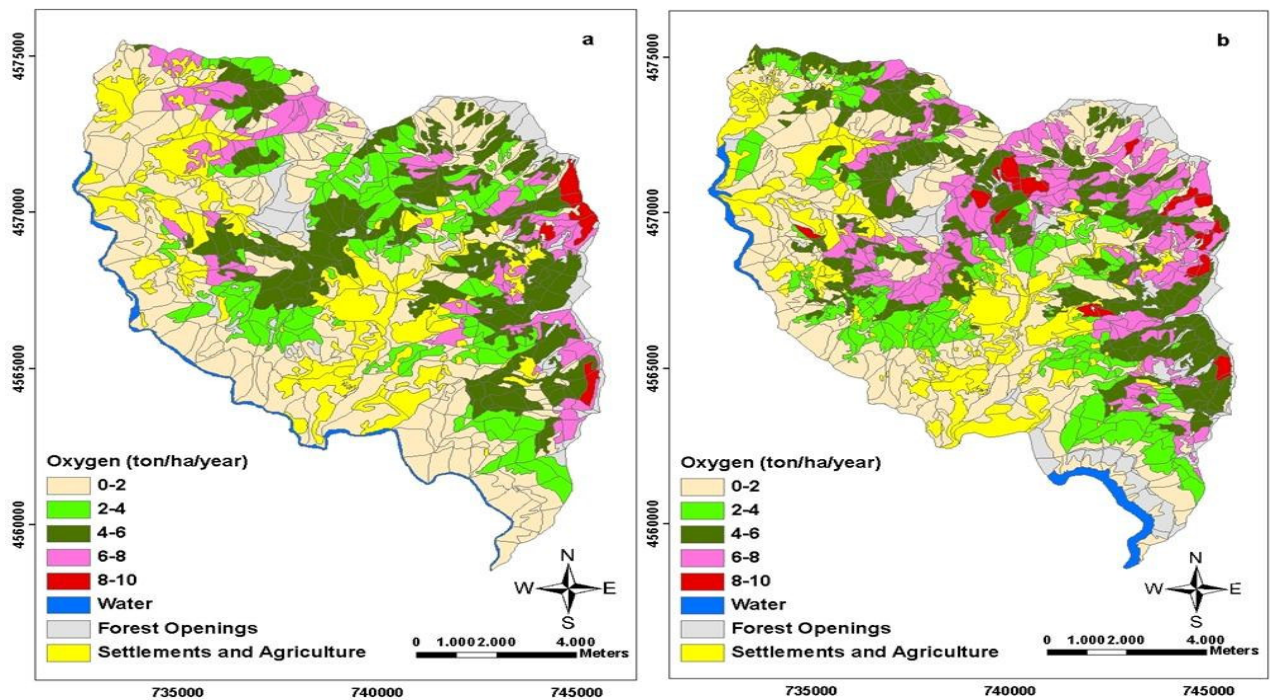 a
4575000
4570000
4565000
4560000
Oxygen (ton/ha/year)
0-2
2-4
4-6
6-8
8-10
Water
Forest Openings
Settlements and Agriculture
N
W E
S
0 1.000 2.000 4.000
Meters
735000 740000 745000
b
4575000
4570000
4565000
4560000
Oxygen (ton/ha/year)
0-2
2-4
4-6
6-8
8-10
Water
Forest Openings
Settlements and Agriculture
N
W E
S
0 1.000 2.000 4.000
Meters
735000 740000 745000